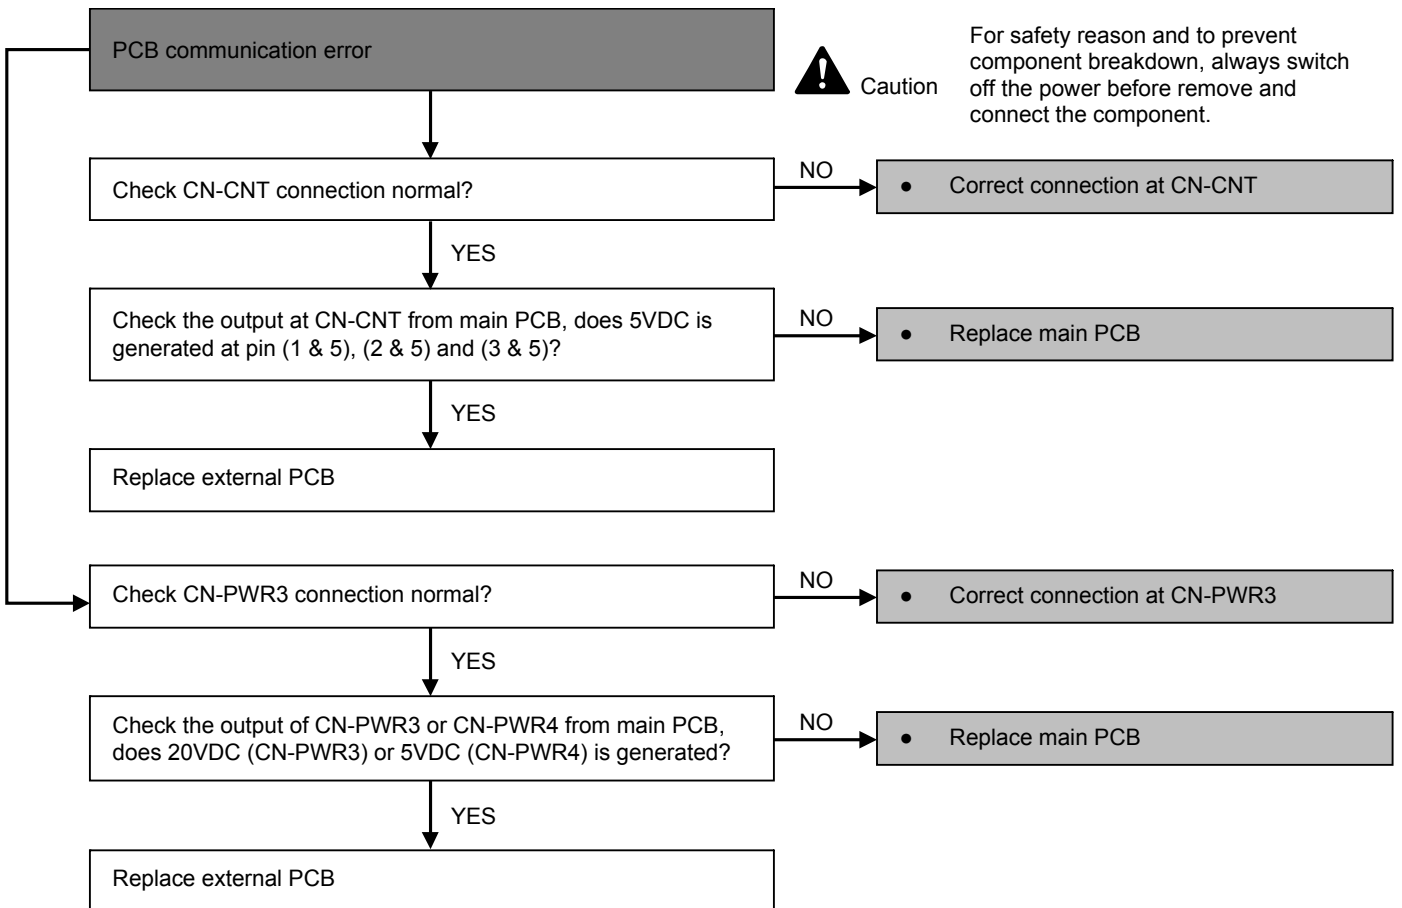 PCB communication error
Caution
For safety reason and to prevent
component breakdown, always switch
off the power before remove and
connect the component.
Check CN-CNT connection normal?
NO
● Correct connection at CN-CNT
YES
Check the output at CN-CNT from main PCB, does 5VDC is
generated at pin (1 & 5), (2 & 5) and (3 & 5)?
NO
● Replace main PCB
YES
Replace external PCB
Check CN-PWR3 connection normal?
NO
● Correct connection at CN-PWR3
YES
Check the output of CN-PWR3 or CN-PWR4 from main PCB,
does 20VDC (CN-PWR3) or 5VDC (CN-PWR4) is generated?
NO
● Replace main PCB
YES
Replace external PCB